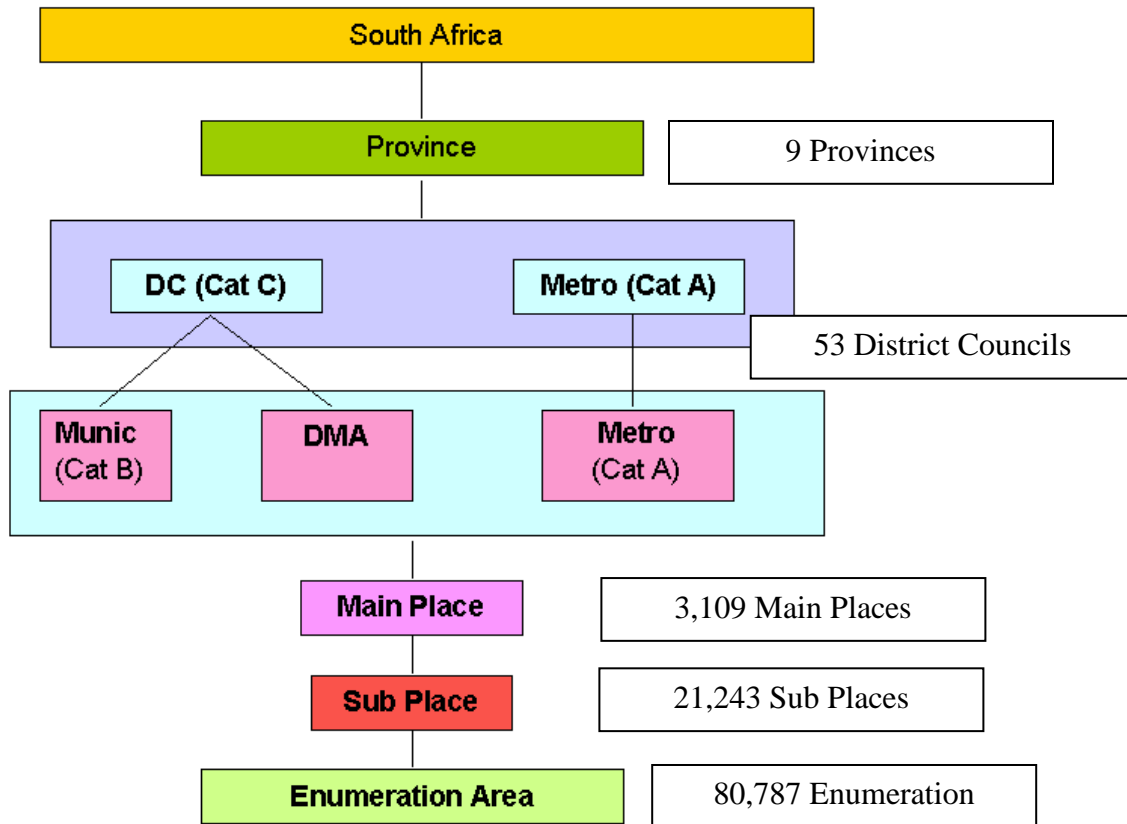 South Africa
Province
9 Provinces
DC (Cat C)
Metro (Cat A)
53 District Councils
Munic
(Cat B)
DMA
Metro
(Cat A)
Main Place
3,109 Main Places
Sub Place
21,243 Sub Places
Enumeration Area
80,787 Enumeration